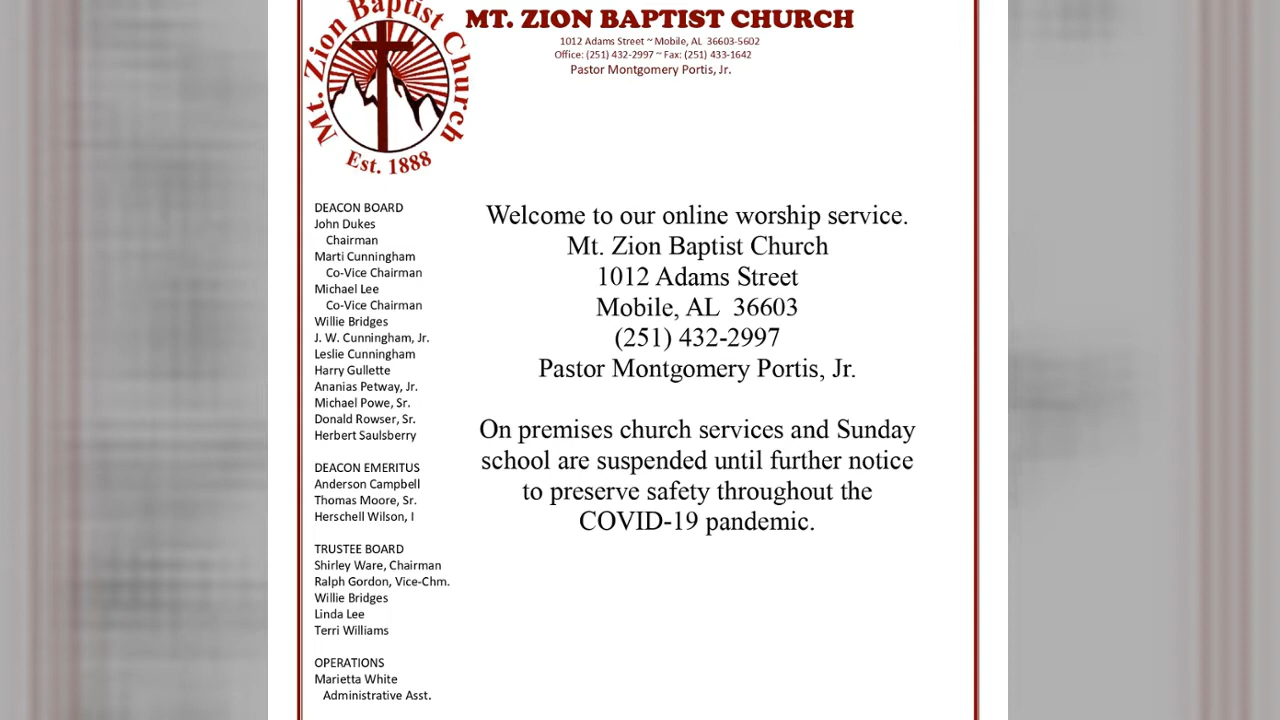 Mt. Zion Baptist Church
Est. 1888
MT. ZION BAPTIST CHURCH
1012 Adams Street ~ Mobile, AL 36603-5602
Office: (251) 432-2997 ~ Fax: (251) 433-1642
Pastor Montgomery Portis, Jr.
DEACON BOARD
John Dukes
Chairman
Marti Cunningham
Co-Vice Chairman
Michael Lee
Co-Vice Chairman
Willie Bridges
J. W. Cunningham, Jr.
Leslie Cunningham
Harry Gullette
Ananias Petway, Jr.
Michael Powe, Sr.
Donald Rowser, Sr.
Herbert Saulsberry
DEACON EMERITUS
Anderson Campbell
Thomas Moore, Sr.
Herschell Wilson, I
TRUSTEE BOARD
Shirley Ware, Chairman
Ralph Gordon, Vice-Chm.
Willie Bridges
Linda Lee
Terri Williams
OPERATIONS
Marietta White
Administrative Asst.
Welcome to our online worship service.
Mt. Zion Baptist Church
1012 Adams Street
Mobile, AL 36603
(251) 432-2997
Pastor Montgomery Portis, Jr.
On premises church services and Sunday
school are suspended until further notice
to preserve safety throughout the
COVID-19 pandemic.